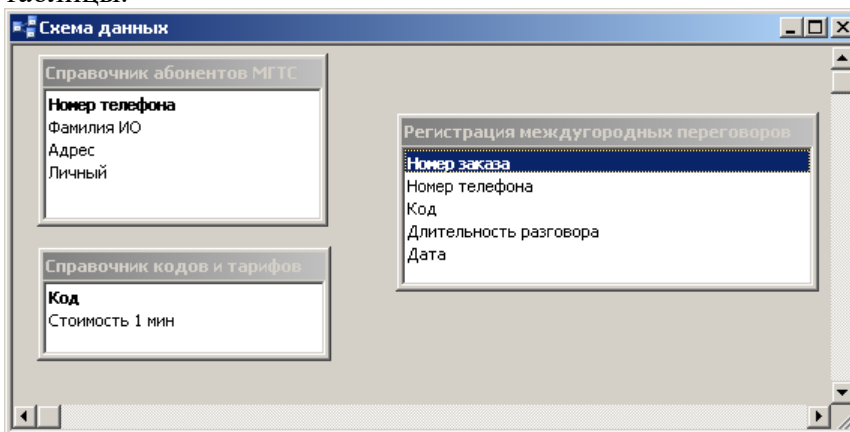 таблицы.
Схема данных
Справочник абонентов МГТС
Номер телефона
Фамилия ИО
Адрес
Личный
Регистрация междугородных переговоров
Номер заказа
Номер телефона
Код
Длительность разговора
Дата
Справочник кодов и тарифов
Код
Стоимость 1 мин